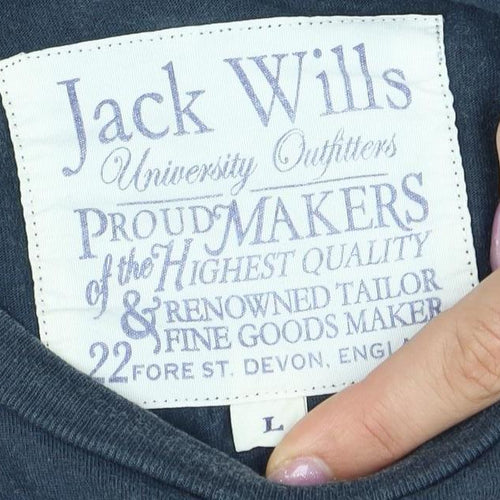 Jack Wills
University Outfitters
PROUD MAKERS
of the HIGHEST QUALITY
& RENOWNED TAILOR
FINE GOODS MAKER
22 FORE ST. DEVON,
L